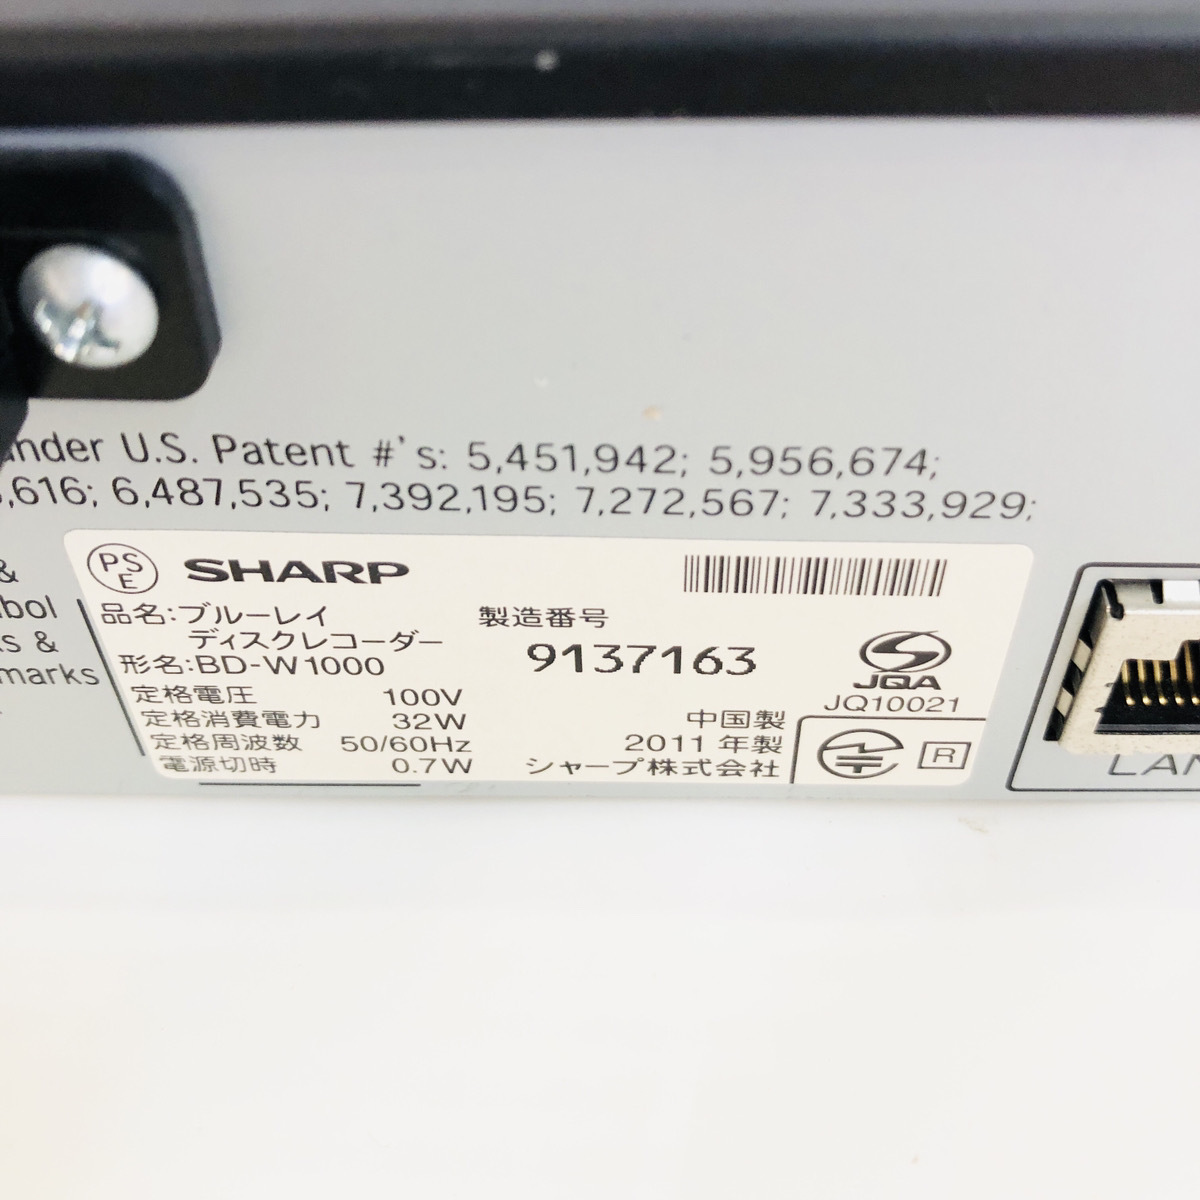 under U.S. Patent #'s: 5,451,942; 5,956,674;
,616; 6,487,535; 7,392,195; 7,272,567; 7,333,929;
&
bol
s &
marks
PS
E
SHARP
品名:ブルーレイ
ディスクレコーダー
形名:BD-W1000
定格電圧 100V
定格消費電力 32W
定格周波数 50/60Hz
電源切時 0.7W
製造番号
9137163
中国製
2011 年製
シャープ株式会社
JQA
JQ10021
R
LAN